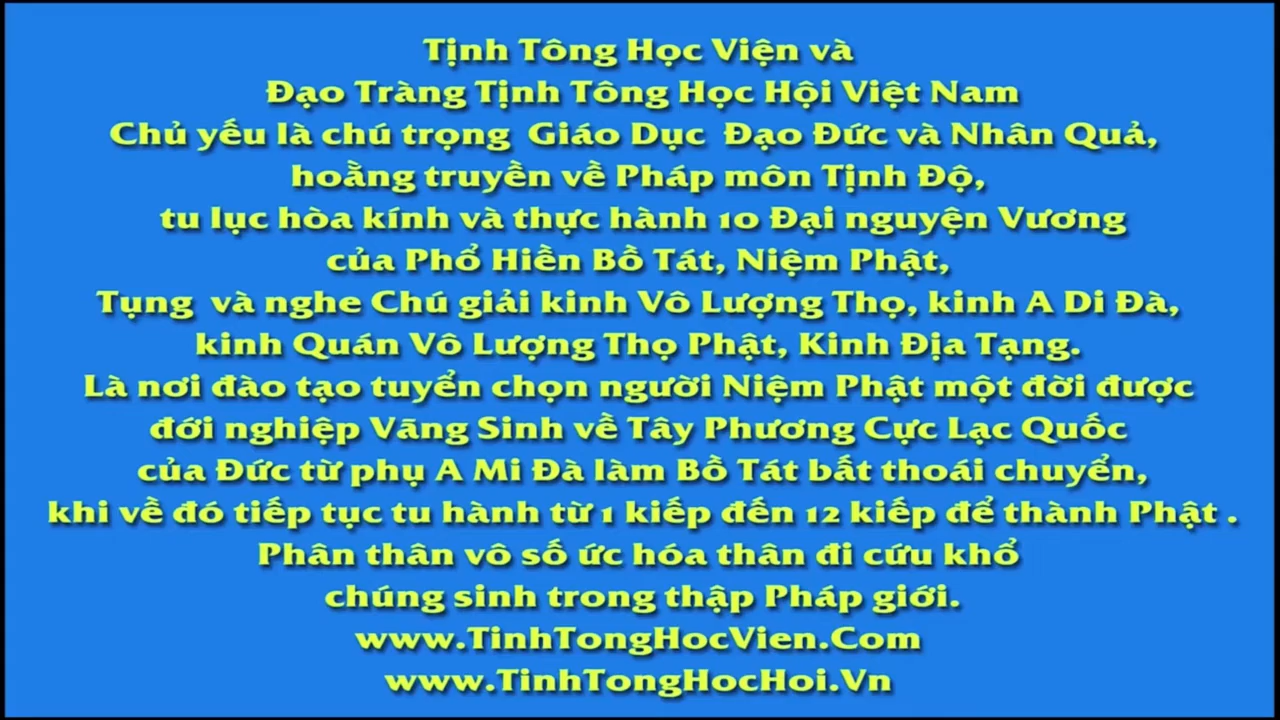 Tịnh Tông Học Viện và
Đạo Tràng Tịnh Tông Học Hội Việt Nam
Chủ yếu là chú trọng Giáo Dục Đạo Đức và Nhân Quả,
hoằng truyền về Pháp môn Tịnh Độ,
tu lục hòa kính và thực hành 10 Đại nguyện Vương
của Phổ Hiền Bồ Tát, Niệm Phật,
Tụng và nghe Chú giải kinh Vô Lượng Thọ, kinh A Di Đà,
kinh Quán Vô Lượng Thọ Phật, Kinh Địa Tạng.
Là nơi đào tạo tuyển chọn người Niệm Phật một đời được
đới nghiệp Vãng Sinh về Tây Phương Cực Lạc Quốc
của Đức từ phụ A Mi Đà làm Bồ Tát bất thoái chuyển,
khi về đó tiếp tục tu hành từ 1 kiếp đến 12 kiếp để thành Phật .
Phân thân vô số ức hóa thân đi cứu khổ
chúng sinh trong thập Pháp giới.
www.TinhTongHocVien.Com
www.TinhTongHocHoi.Vn